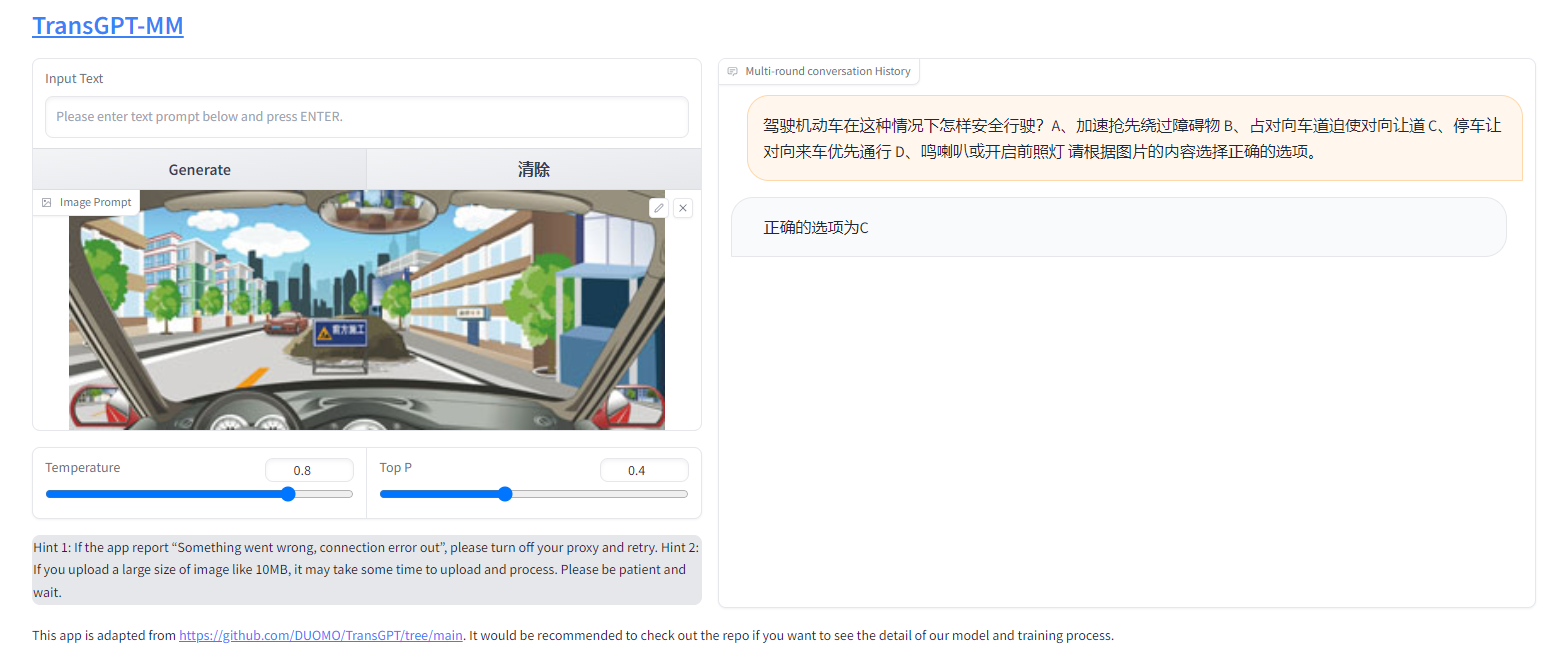 TransGPT-MM
Input Text
Please enter text prompt below and press ENTER.
Generate
清除
Image Prompt
前方施工
Temperature
0.8
Top P
0.4
Hint 1: If the app report “Something went wrong, connection error out”, please turn off your proxy and retry. Hint 2:
If you upload a large size of image like 10MB, it may take some time to upload and process. Please be patient and
wait.
Multi-round conversation History
驾驶机动车在这种情况下怎样安全行驶？A、加速抢先绕过障碍物 B、占对向车道迫使对向让道 C、停车让
对向来车优先通行 D、鸣喇叭或开启前照灯 请根据图片的内容选择正确的选项。
正确的选项为C
This app is adapted from https://github.com/DUOMO/TransGPT/tree/main. It would be recommended to check out the repo if you want to see the detail of our model and training process.